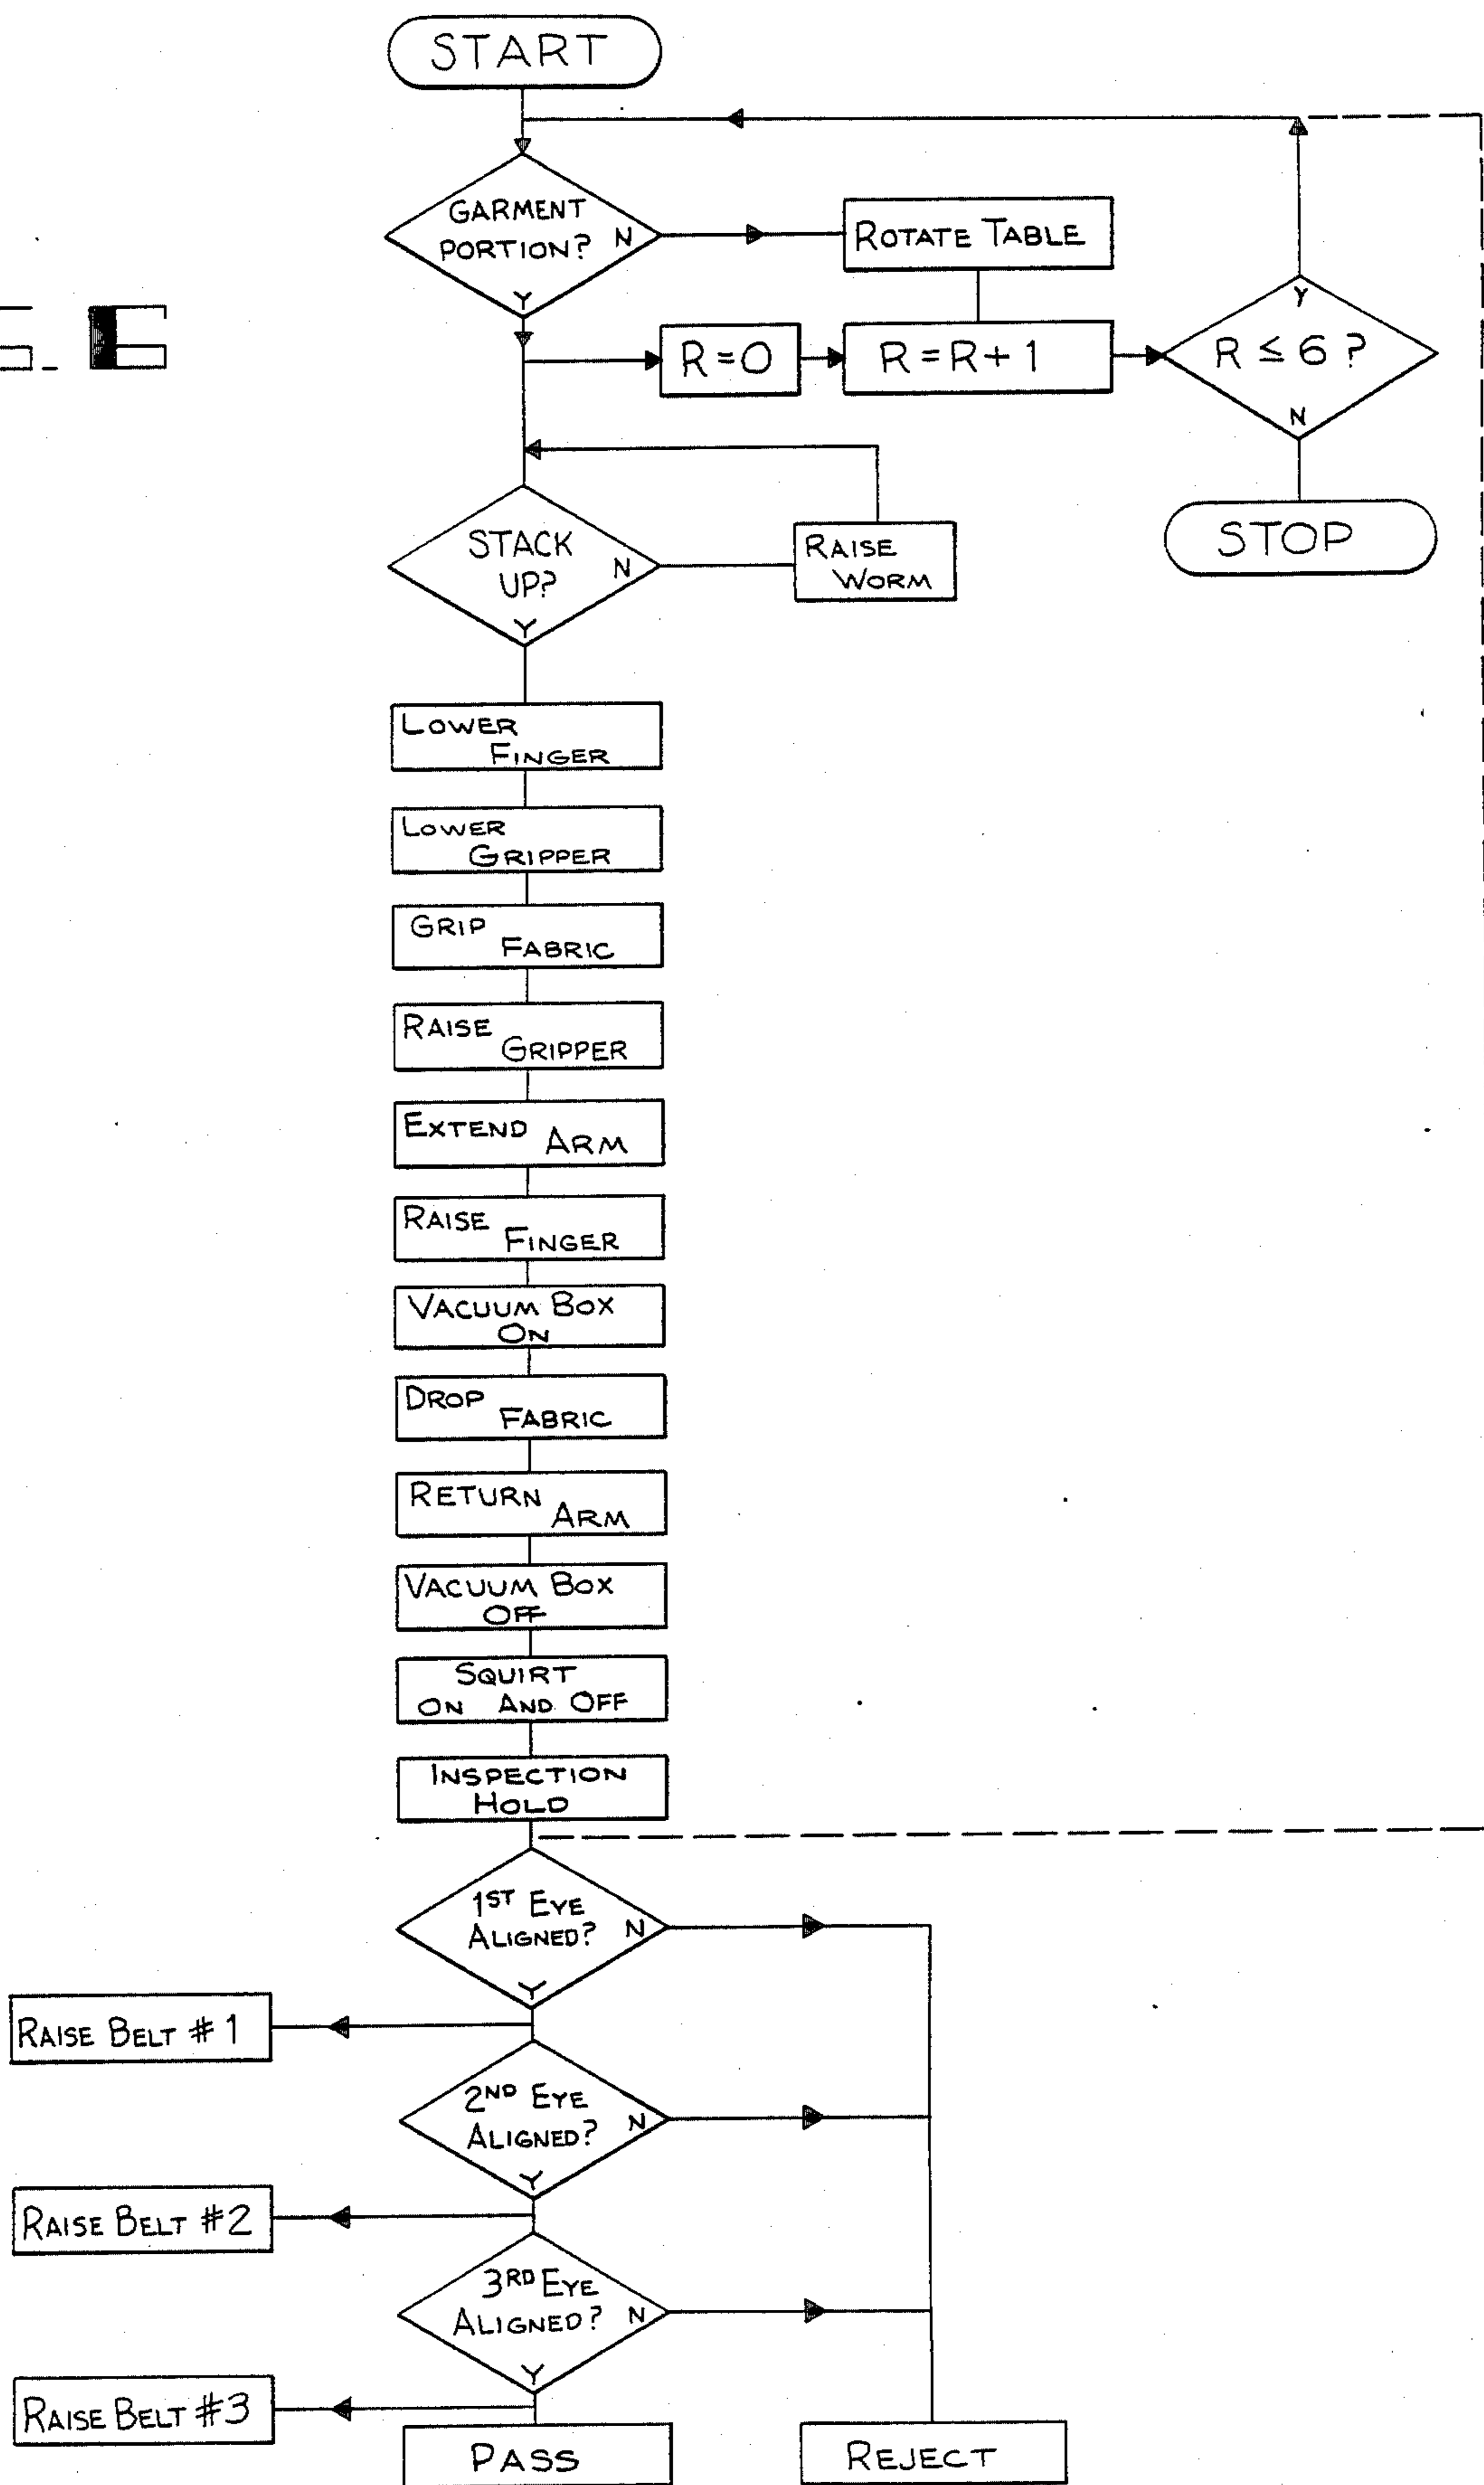 START
GARMENT
PORTION?
N
Y
ROTATE TABLE
R=0
R=R+1
R ≤ 6 ?
Y
N
STOP
STACK
UP?
N
Y
RAISE
WORM
LOWER
FINGER
LOWER
GRIPPER
GRIP
FABRIC
RAISE
GRIPPER
EXTEND ARM
RAISE
FINGER
VACUUM BOX
ON
DROP
FABRIC
RETURN
ARM
VACUUM BOX
OFF
SQUIRT
ON AND OFF
INSPECTION
HOLD
1ST EYE
ALIGNED?
N
Y
RAISE BELT #1
2ND EYE
ALIGNED?
N
Y
RAISE BELT #2
3RD EYE
ALIGNED?
N
Y
RAISE BELT #3
PASS
REJECT